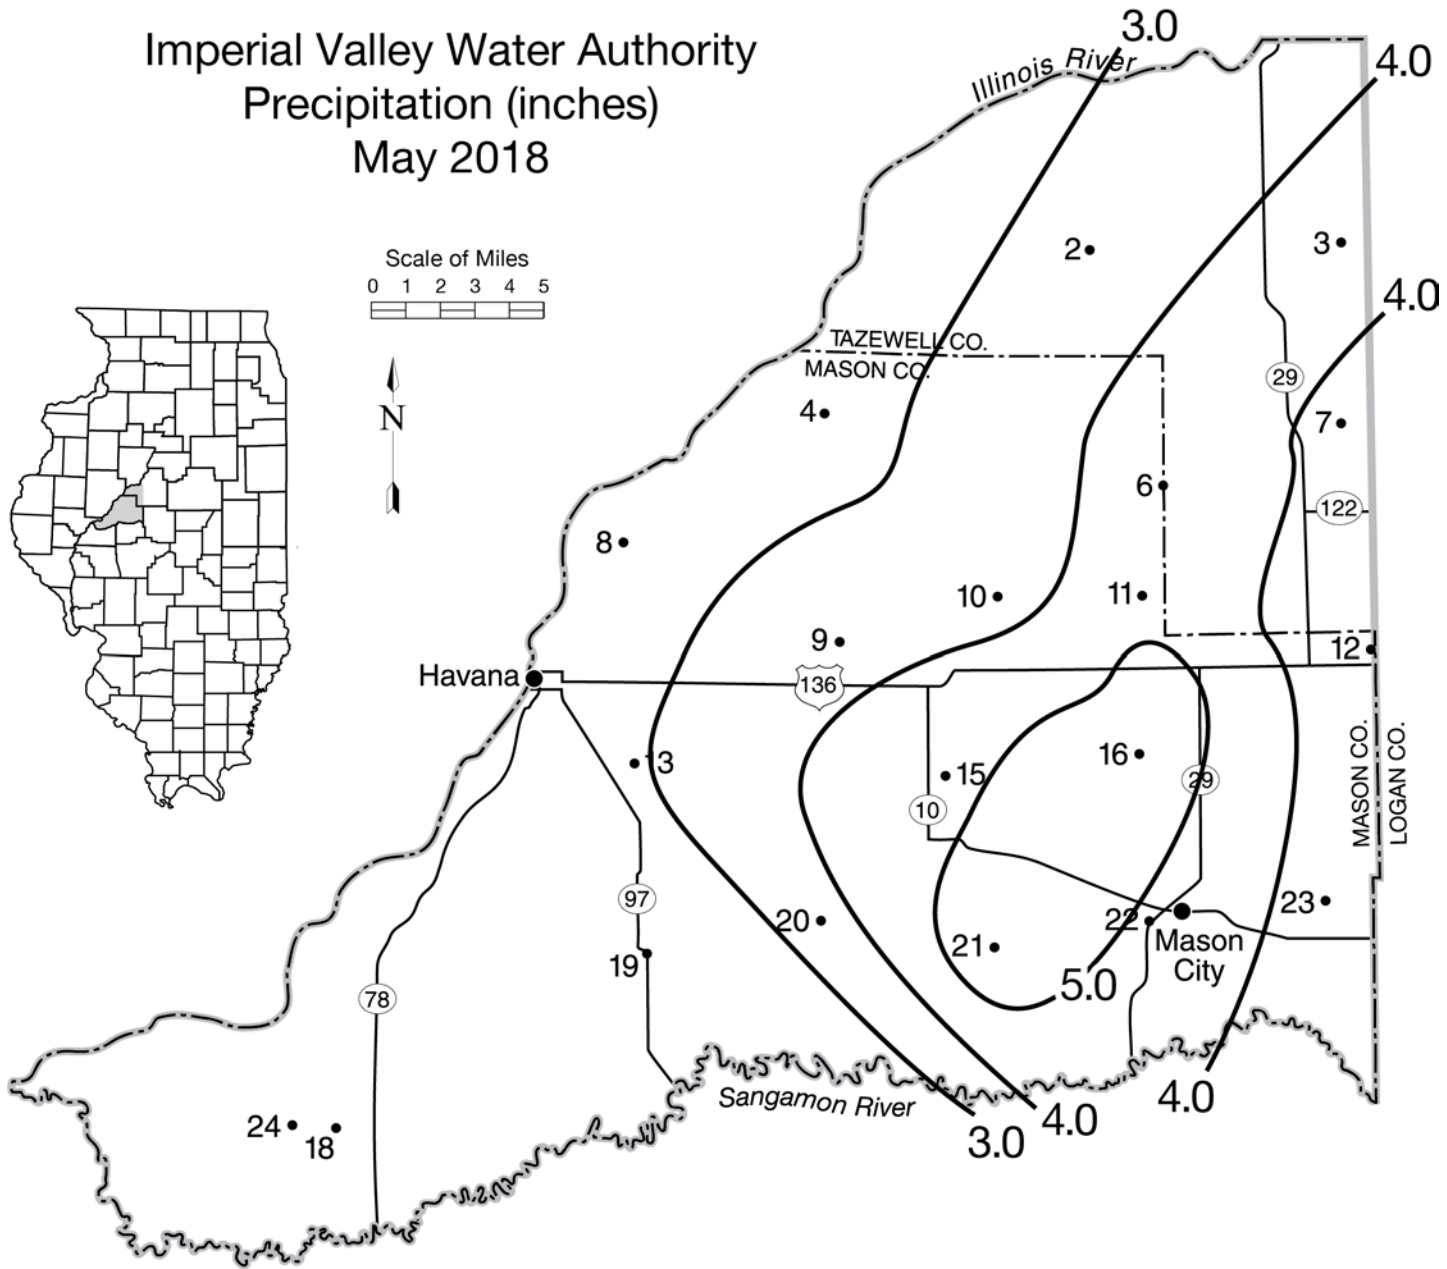 Imperial Valley Water Authority
Precipitation (inches)
May 2018
3.0
Illinois River
4.0
2
3
Scale of Miles
0 1 2 3 4 5
4.0
TAZEWELL CO.
MASON CO.
29
N
4
7
6
122
8
10
11
9
12
Havana
136
13
16
15
29
10
MASON CO.
LOGAN CO.
97
23
20
22
21
Mason
City
19
5.0
78
Sangamon River
4.0
4.0
3.0
24
18